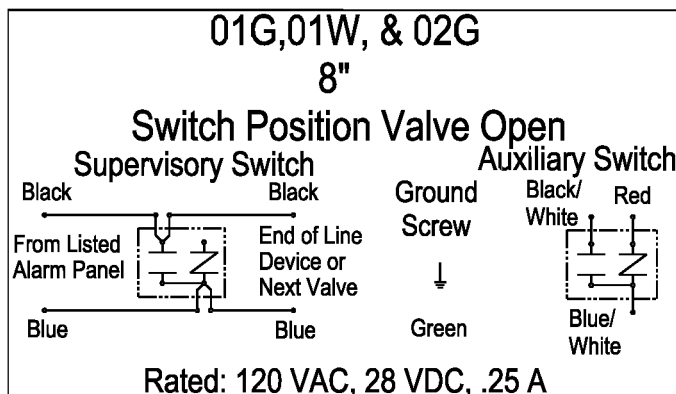 01G,01W, & 02G
8"
Switch Position Valve Open
Supervisory Switch
Auxiliary Switch
Black
Black
Ground
Screw
Black/
White
Red
From Listed
Alarm Panel
End of Line
Device or
Next Valve
Blue
Blue
Green
Blue/
White
Rated: 120 VAC, 28 VDC, .25 A